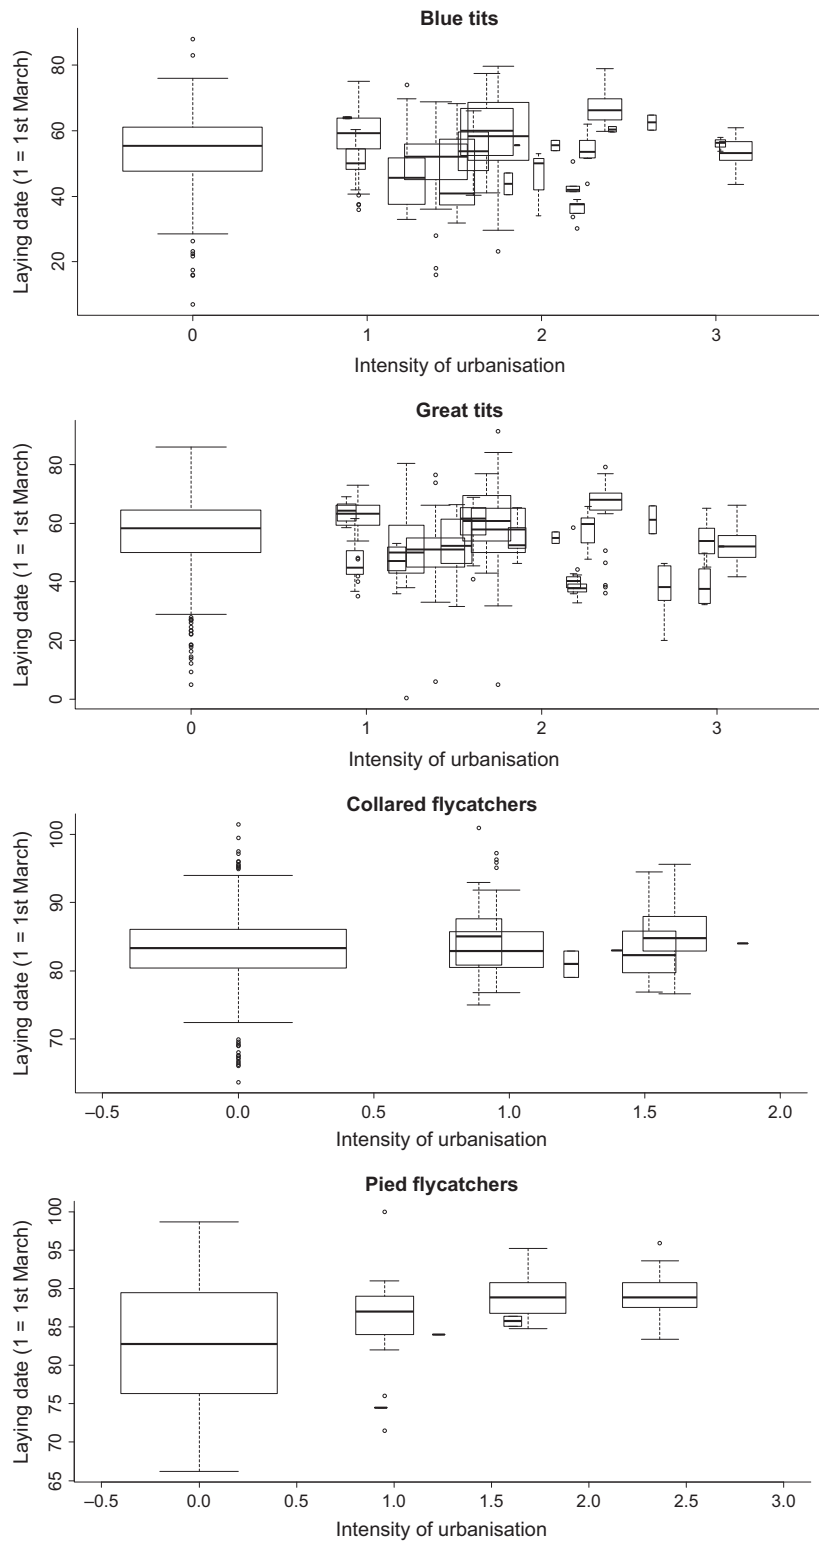 Blue tits
Laying date (1 = 1st March)
80
60
40
20
0 1 2 3
Intensity of urbanisation
Great tits
Laying date (1 = 1st March)
80
60
40
20
0
0 1 2 3
Intensity of urbanisation
Collared flycatchers
Laying date (1 = 1st March)
100
90
80
70
–0.5 0.0 0.5 1.0 1.5 2.0
Intensity of urbanisation
Pied flycatchers
Laying date (1 = 1st March)
100
95
90
85
80
75
70
65
–0.5 0.0 0.5 1.0 1.5 2.0 2.5 3.0
Intensity of urbanisation